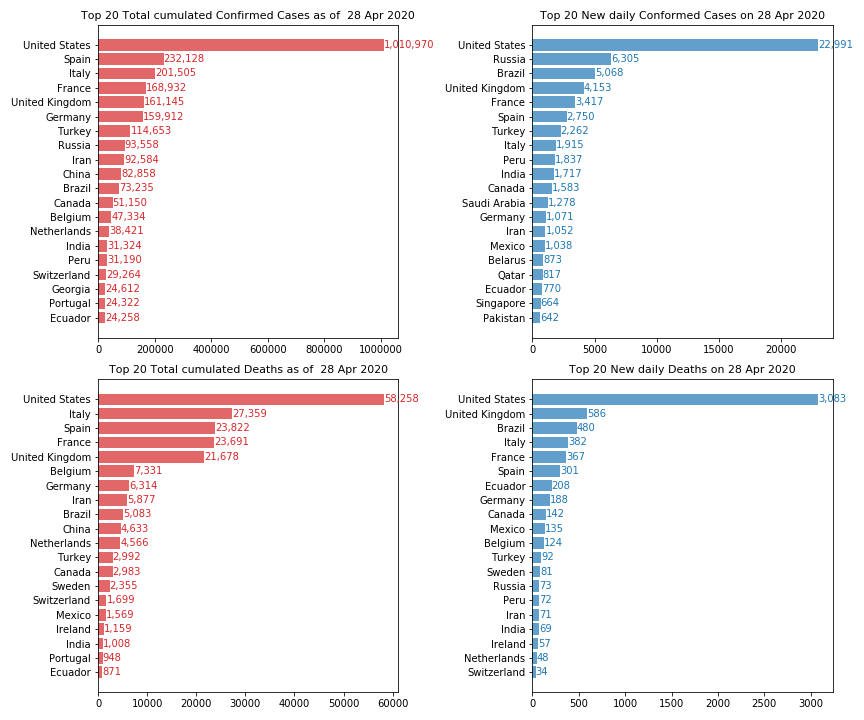 Top 20 Total cumulated Confirmed Cases as of 28 Apr 2020
United States 1,010,970
Spain 232,128
Italy 201,505
France 168,932
United Kingdom 161,145
Germany 159,912
Turkey 114,653
Russia 93,558
Iran 92,584
China 82,858
Brazil 73,235
Canada 51,150
Belgium 47,334
Netherlands 38,421
India 31,324
Peru 31,190
Switzerland 29,264
Georgia 24,612
Portugal 24,322
Ecuador 24,258
0 200000 400000 600000 800000 1000000
Top 20 New daily Conformed Cases on 28 Apr 2020
United States 22,991
Russia 6,305
Brazil 5,068
United Kingdom 4,153
France 3,417
Spain 2,750
Turkey 2,262
Italy 1,915
Peru 1,837
India 1,717
Canada 1,583
Saudi Arabia 1,278
Germany 1,071
Iran 1,052
Mexico 1,038
Belarus 873
Qatar 817
Ecuador 770
Singapore 664
Pakistan 642
0 5000 10000 15000 20000
Top 20 Total cumulated Deaths as of 28 Apr 2020
United States 58,258
Italy 27,359
Spain 23,822
France 23,691
United Kingdom 21,678
Belgium 7,331
Germany 6,314
Iran 5,877
Brazil 5,083
China 4,633
Netherlands 4,566
Turkey 2,992
Canada 2,983
Sweden 2,355
Switzerland 1,699
Mexico 1,569
Ireland 1,159
India 1,008
Portugal 948
Ecuador 871
0 10000 20000 30000 40000 50000 60000
Top 20 New daily Deaths on 28 Apr 2020
United States 3,083
United Kingdom 586
Brazil 480
Italy 382
France 367
Spain 301
Ecuador 208
Germany 188
Canada 142
Mexico 135
Belgium 124
Turkey 92
Sweden 81
Russia 73
Peru 72
Iran 71
India 69
Ireland 57
Netherlands 48
Switzerland 34
0 500 1000 1500 2000 2500 3000